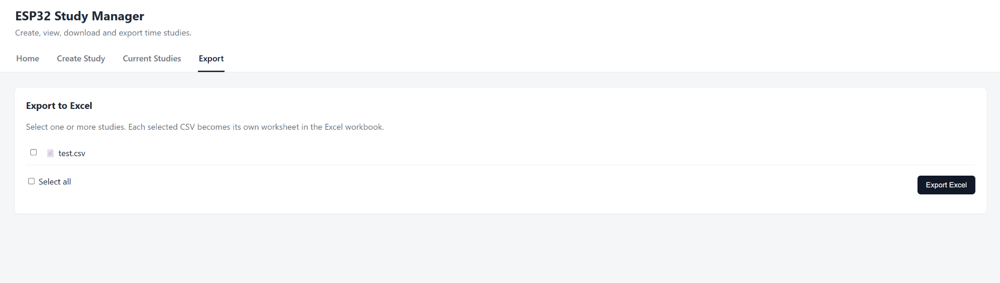 ESP32 Study Manager
Create, view, download and export time studies.
Home Create Study Current Studies Export
Export to Excel
Select one or more studies. Each selected CSV becomes its own worksheet in the Excel workbook.
test.csv
Select all
Export Excel